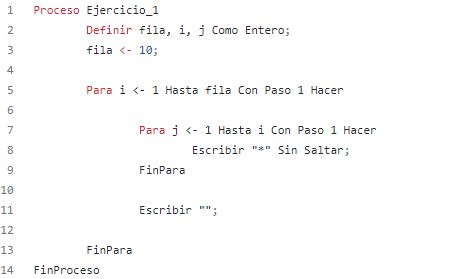 1 Proceso Ejercicio_1
2 Definir fila, i, j Como Entero;
3 fila <- 10;
4
5 Para i <- 1 Hasta fila Con Paso 1 Hacer
6
7 Para j <- 1 Hasta i Con Paso 1 Hacer
8 Escribir "*" Sin Saltar;
9 FinPara
10
11 Escribir "";
12
13 FinPara
14 FinProceso